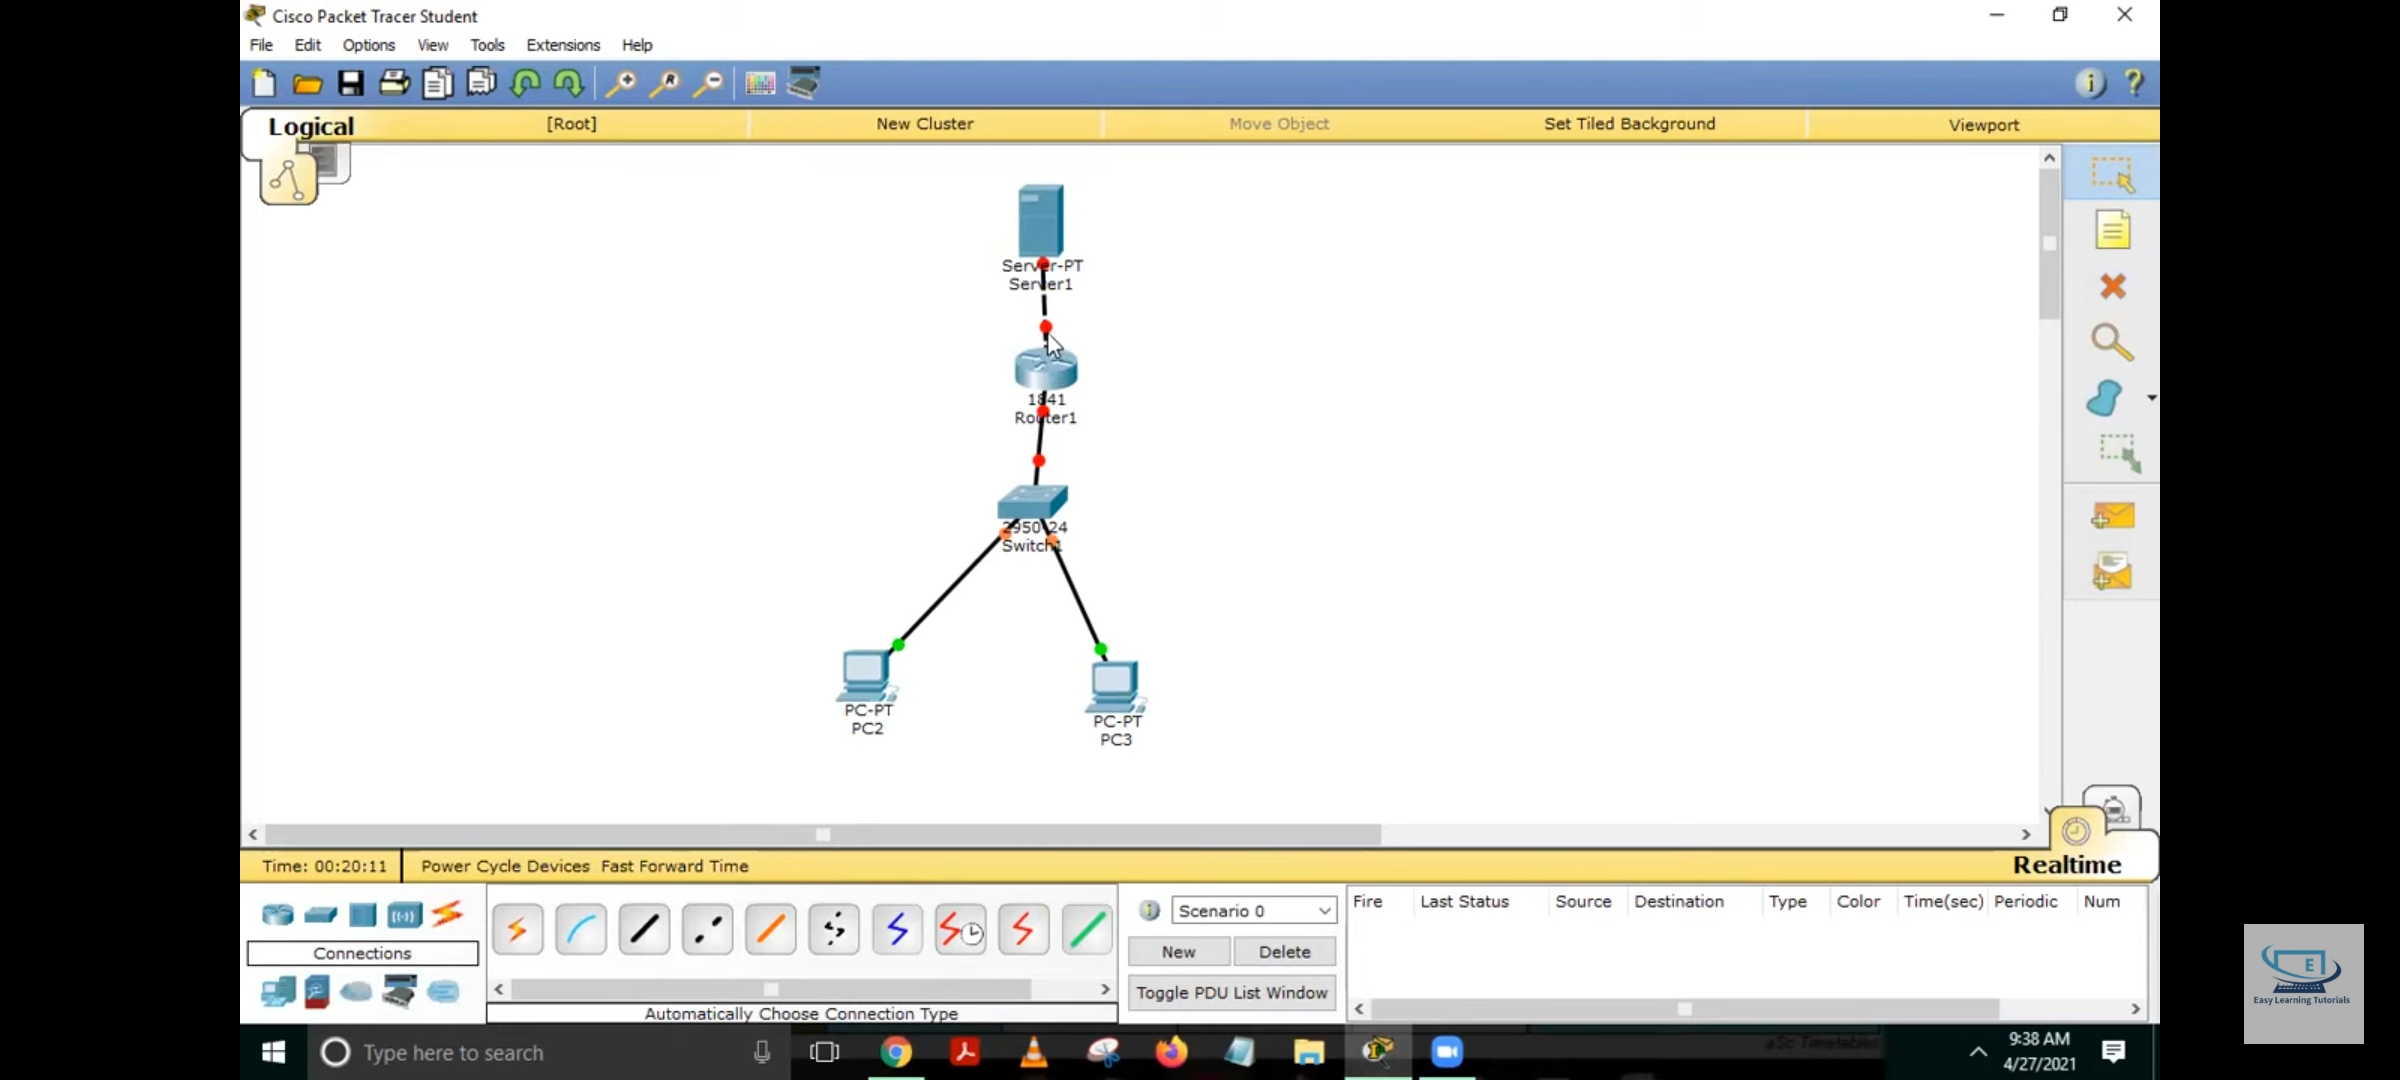 Cisco Packet Tracer Student
File Edit Options View Tools Extensions Help
Logical [Root] New Cluster Move Object Set Tiled Background Viewport
Server-PT
Server1
1841
Router1
2950-24
Switch1
PC-PT
PC2
PC-PT
PC3
Time: 00:20:11 Power Cycle Devices Fast Forward Time Realtime
Scenario 0
Fire Last Status Source Destination Type Color Time(sec) Periodic Num
Connections
New Delete
Toggle PDU List Window
Automatically Choose Connection Type
E
Easy Learning Tutorials
Type here to search
9:38 AM
4/27/2021